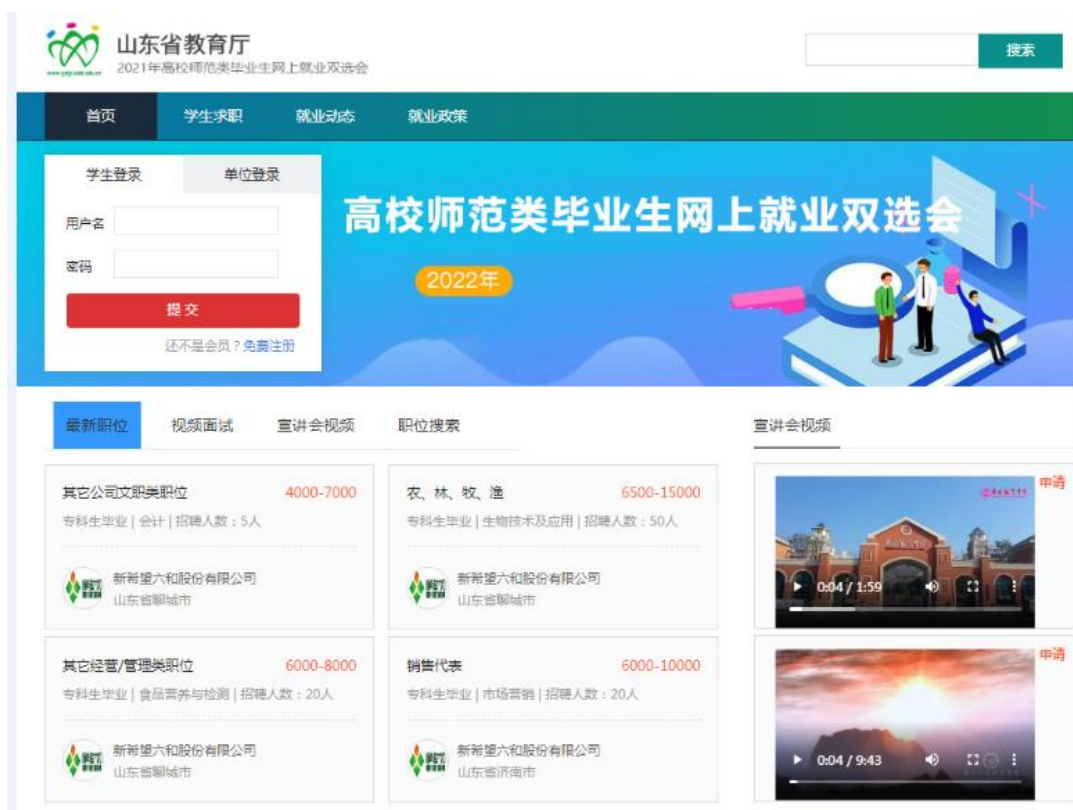 山东省教育厅
2021年高校师范类毕业生网上就业双选会
搜索
首页 学生求职 就业动态 就业政策
学生登录 单位登录
用户名
密码
提交
还不是会员？免费注册
高校师范类毕业生网上就业双选会
2022年
最新职位 视频面试 宣讲会视频 职位搜索
宣讲会视频
其它公司文职类职位 4000-7000
专科生毕业 | 会计 | 招聘人数：5人
新希望六和股份有限公司
山东省聊城市
农、林、牧、渔 6500-15000
专科生毕业 | 生物技术及应用 | 招聘人数：50人
新希望六和股份有限公司
山东省聊城市
申请
0:04 / 1:59
其它经营/管理类职位 6000-8000
专科生毕业 | 食品营养与检测 | 招聘人数：20人
新希望六和股份有限公司
山东省聊城市
销售代表 6000-10000
专科生毕业 | 市场营销 | 招聘人数：20人
新希望六和股份有限公司
山东省济南市
申请
0:04 / 9:43